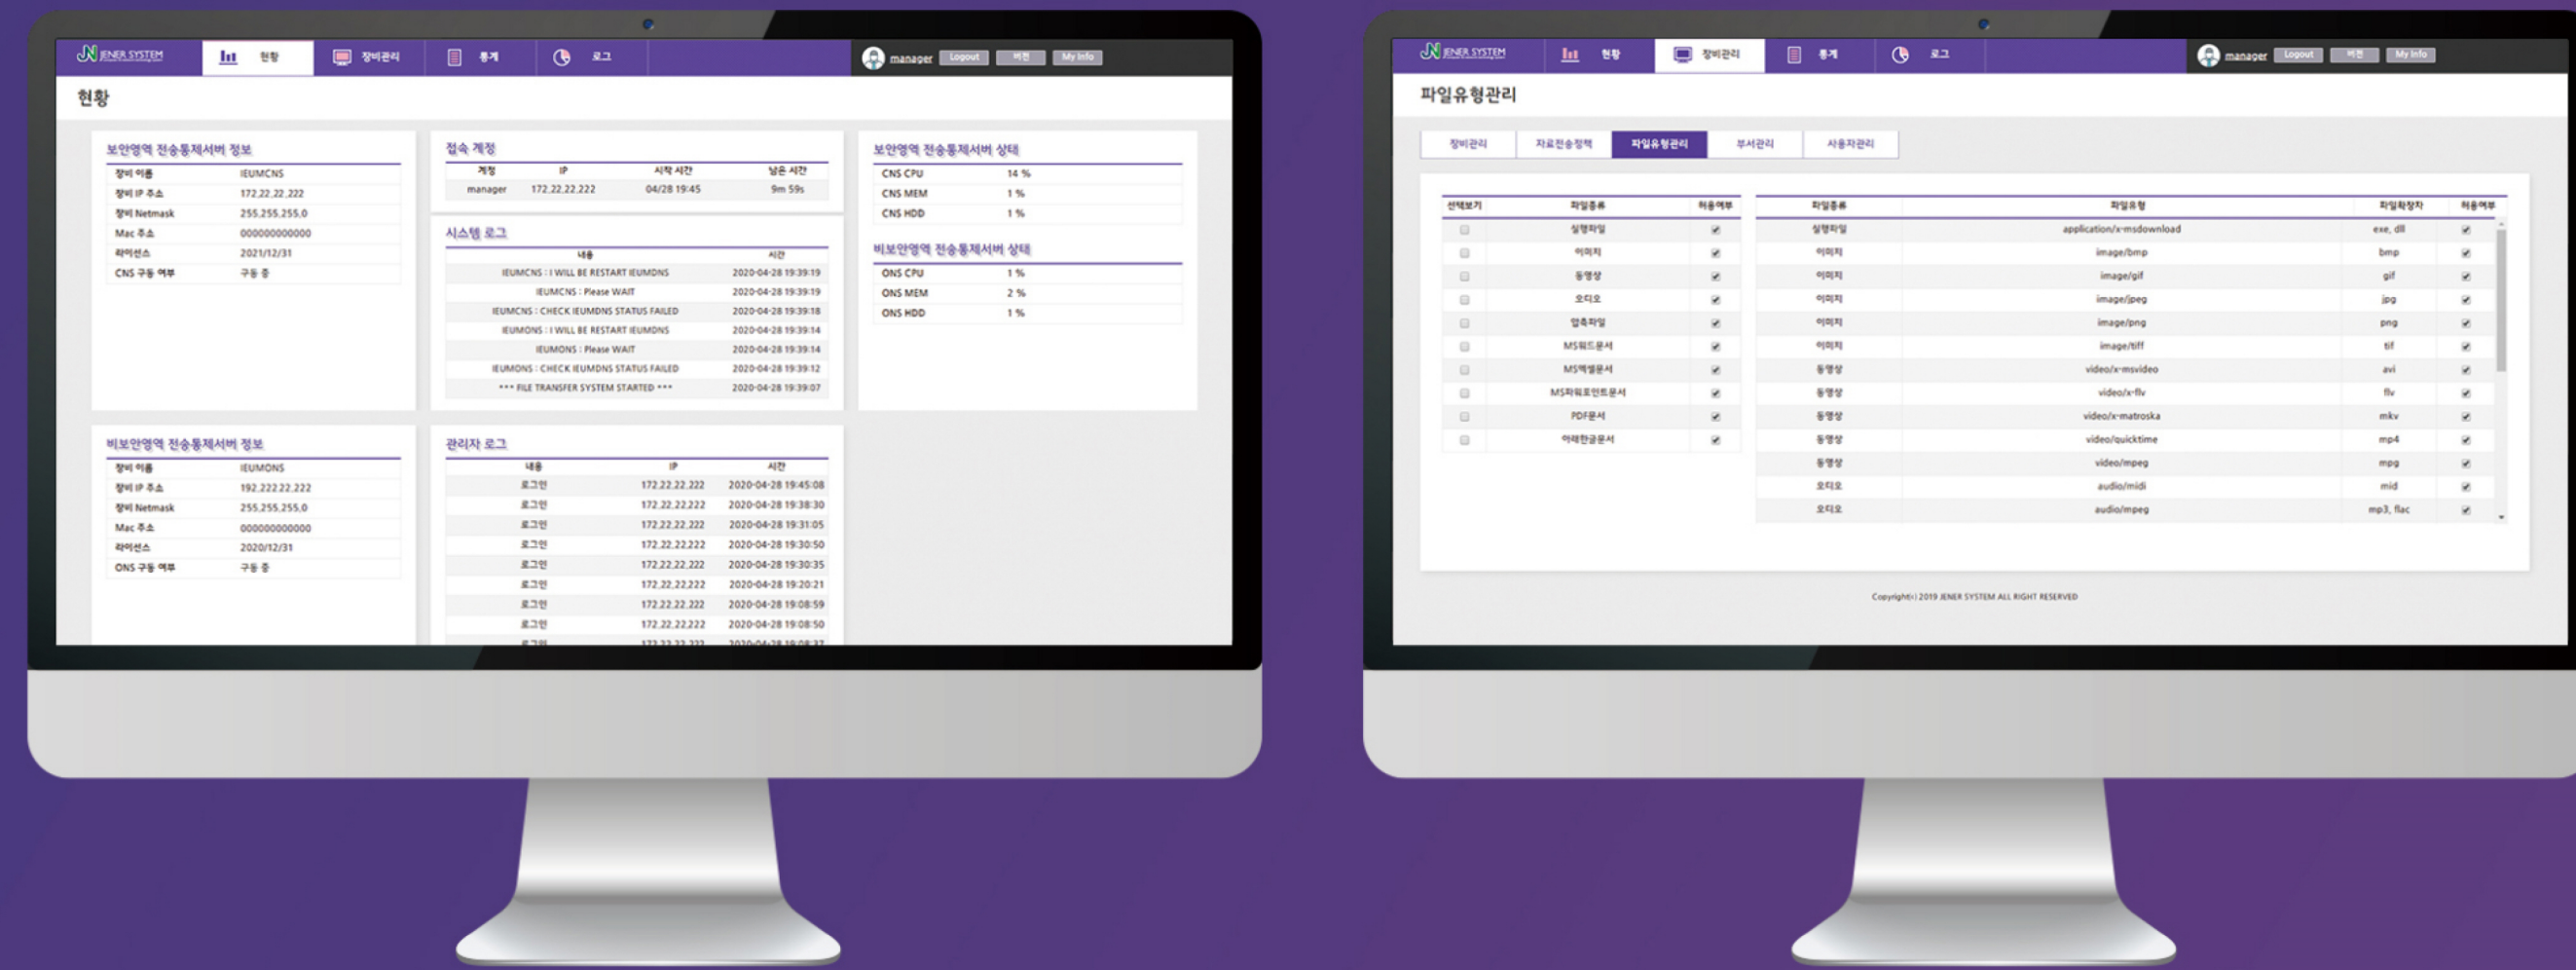 JENER SYSTEM 현황 장비관리 통계 로그 manager Logout 버전 My Info
현황
보안영역 전송통제서버 정보
장비 이름 IEUMCNS
장비 IP 주소 172.22.22.222
장비 Netmask 255.255.255.0
Mac 주소 000000000000
라이선스 2021/12/31
CNS 구동 여부 구동 중
접속 계정
계정 IP 시작 시간 남은 시간
manager 172.22.22.222 04/28 19:45 9m 59s
시스템 로그
내용 시간
IEUMCNS : I WILL BE RESTART IEUMDNS 2020-04-28 19:39:19
IEUMCNS : Please WAIT 2020-04-28 19:39:19
IEUMCNS : CHECK IEUMDNS STATUS FAILED 2020-04-28 19:39:18
IEUMONS : I WILL BE RESTART IEUMDNS 2020-04-28 19:39:14
IEUMONS : Please WAIT 2020-04-28 19:39:14
IEUMONS : CHECK IEUMDNS STATUS FAILED 2020-04-28 19:39:12
*** FILE TRANSFER SYSTEM STARTED *** 2020-04-28 19:39:07
보안영역 전송통제서버 상태
CNS CPU 14 %
CNS MEM 1 %
CNS HDD 1 %
비보안영역 전송통제서버 상태
ONS CPU 1 %
ONS MEM 2 %
ONS HDD 1 %
비보안영역 전송통제서버 정보
장비 이름 IEUMONS
장비 IP 주소 192.222.22.222
장비 Netmask 255.255.255.0
Mac 주소 000000000000
라이선스 2020/12/31
ONS 구동 여부 구동 중
관리자 로그
내용 IP 시간
로그인 172.22.22.222 2020-04-28 19:45:08
로그인 172.22.22.222 2020-04-28 19:38:30
로그인 172.22.22.222 2020-04-28 19:31:05
로그인 172.22.22.222 2020-04-28 19:30:50
로그인 172.22.22.222 2020-04-28 19:30:35
로그인 172.22.22.222 2020-04-28 19:20:21
로그인 172.22.22.222 2020-04-28 19:08:59
로그인 172.22.22.222 2020-04-28 19:08:50
로그인 172.22.22.222 2020-04-28 19:08:37
JENER SYSTEM 현황 장비관리 통계 로그 manager Logout 버전 My Info
파일유형관리
장비관리 자료전송정책 파일유형관리 부서관리 사용자관리
선택보기 파일종류 허용여부
실행파일
이미지
동영상
오디오
압축파일
MS워드문서
MS엑셀문서
MS파워포인트문서
PDF문서
아래한글문서
파일종류 파일유형 파일확장자 허용여부
실행파일 application/x-msdownload exe, dll
이미지 image/bmp bmp
이미지 image/gif gif
이미지 image/jpeg jpg
이미지 image/png png
이미지 image/tiff tif
동영상 video/x-msvideo avi
동영상 video/x-flv flv
동영상 video/x-matroska mkv
동영상 video/quicktime mp4
동영상 video/mpeg mpg
오디오 audio/midi mid
오디오 audio/mpeg mp3, flac
Copyright(c) 2019 JENER SYSTEM ALL RIGHT RESERVED